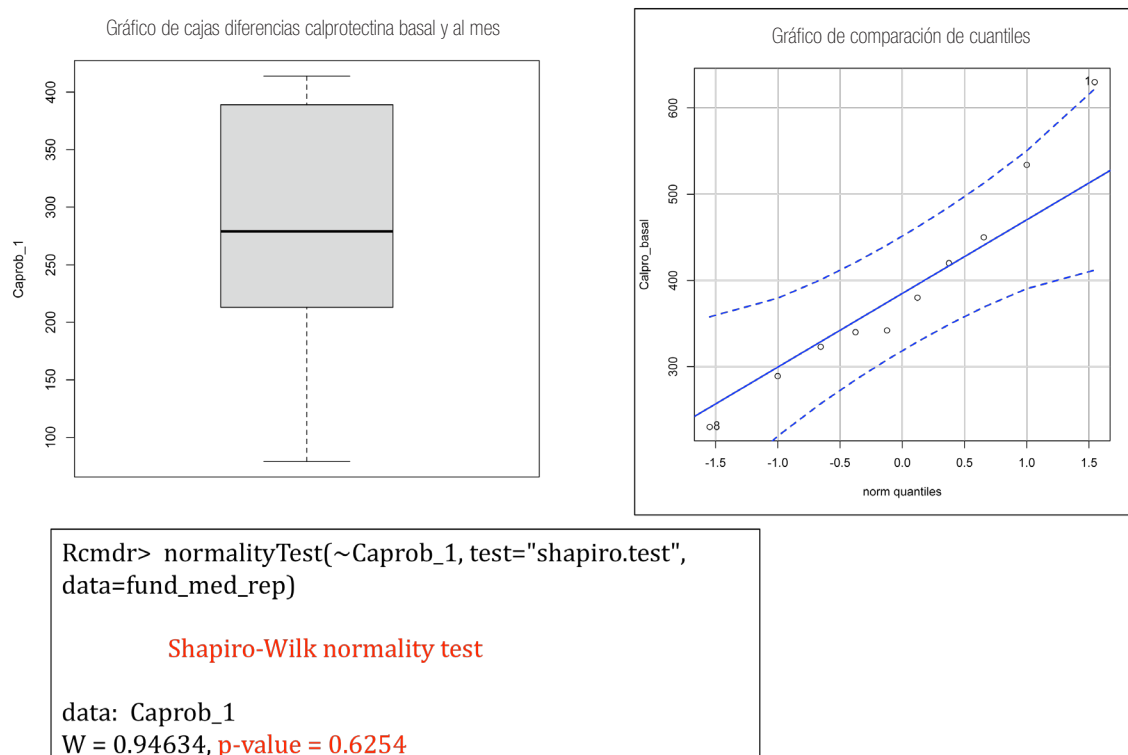 Gráfico de cajas diferencias calprotectina basal y al mes
400
350
300
250
200
150
100
Caprob_1
Gráfico de comparación de cuantiles
600
500
400
300
Calpro_basal
1
8
-1.5 -1.0 -0.5 0.0 0.5 1.0 1.5
norm quantiles
Rcmdr> normalityTest(~Caprob_1, test="shapiro.test",
data=fund_med_rep)
Shapiro-Wilk normality test
data: Caprob_1
W = 0.94634, p-value = 0.6254